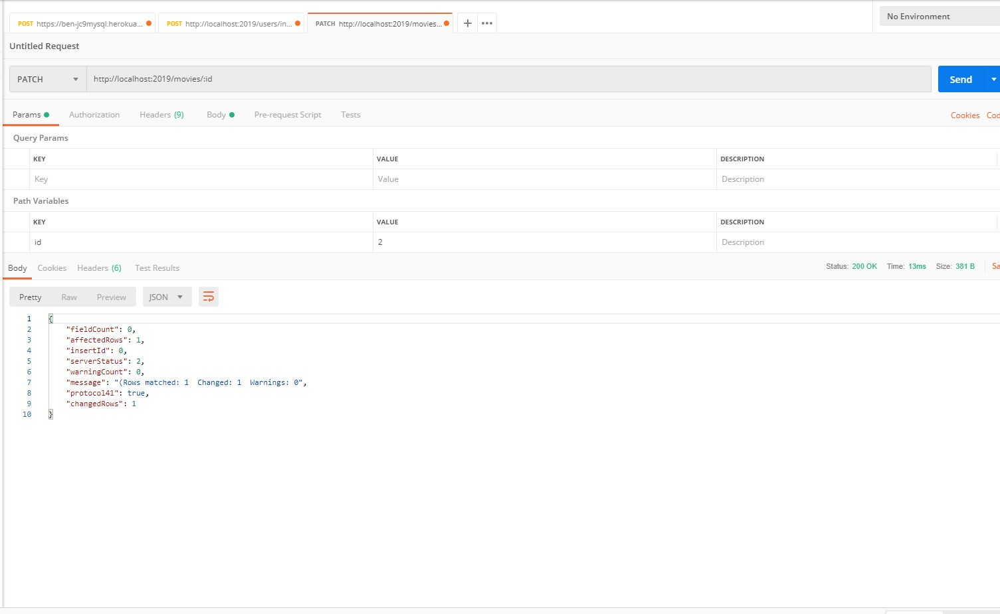 POST https://ben-jc9mysql.herokua... POST http://localhost:2019/users/in... PATCH http://localhost:2019/movies... + ••• No Environment
Untitled Request
PATCH http://localhost:2019/movies/:id Send
Params Authorization Headers (9) Body Pre-request Script Tests Cookies Cod
Query Params
KEY VALUE DESCRIPTION
Key Value Description
Path Variables
KEY VALUE DESCRIPTION
id 2 Description
Body Cookies Headers (6) Test Results Status: 200 OK Time: 13ms Size: 381 B Sa
Pretty Raw Preview JSON
1 {
2 "fieldCount": 0,
3 "affectedRows": 1,
4 "insertId": 0,
5 "serverStatus": 2,
6 "warningCount": 0,
7 "message": "(Rows matched: 1  Changed: 1  Warnings: 0",
8 "protocol41": true,
9 "changedRows": 1
10 }